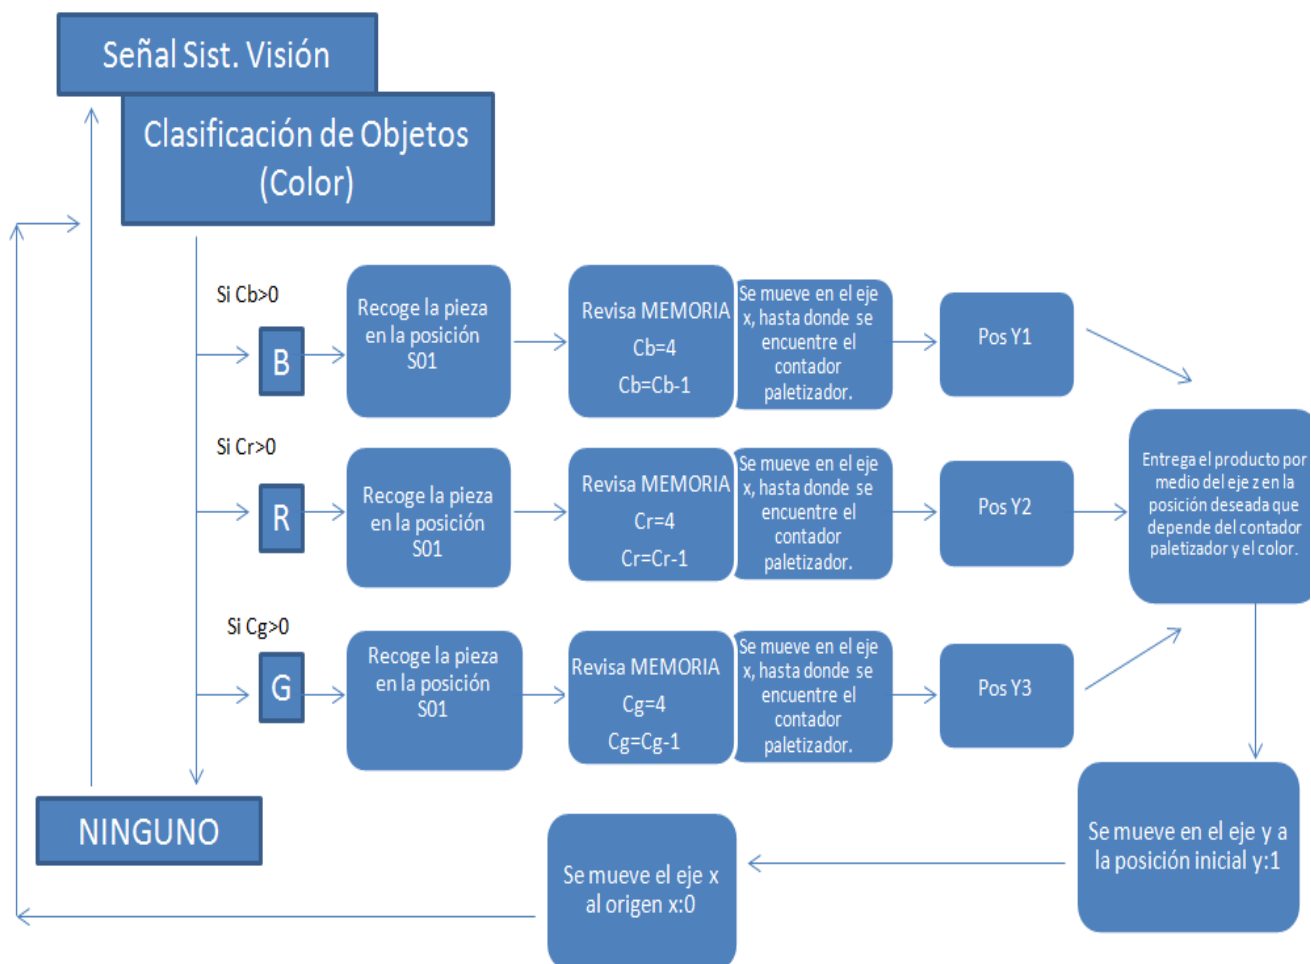 Señal Sist. Visión
Clasificación de Objetos
(Color)
Si Cb>0
B
Recoge la pieza
en la posición
S01
Revisa MEMORIA
Cb=4
Cb=Cb-1
Se mueve en el eje
x, hasta donde se
encuentre el
contador
paletizador.
Pos Y1
Si Cr>0
R
Recoge la pieza
en la posición
S01
Revisa MEMORIA
Cr=4
Cr=Cr-1
Se mueve en el eje
x, hasta donde se
encuentre el
contador
paletizador.
Pos Y2
Entrega el producto por
medio del eje z en la
posición deseada que
depende del contador
paletizador y el color.
Si Cg>0
G
Recoge la pieza
en la posición
S01
Revisa MEMORIA
Cg=4
Cg=Cg-1
Se mueve en el eje
x, hasta donde se
encuentre el
contador
paletizador.
Pos Y3
NINGUNO
Se mueve el eje x
al origen x:0
Se mueve en el eje y a
la posición inicial y:1